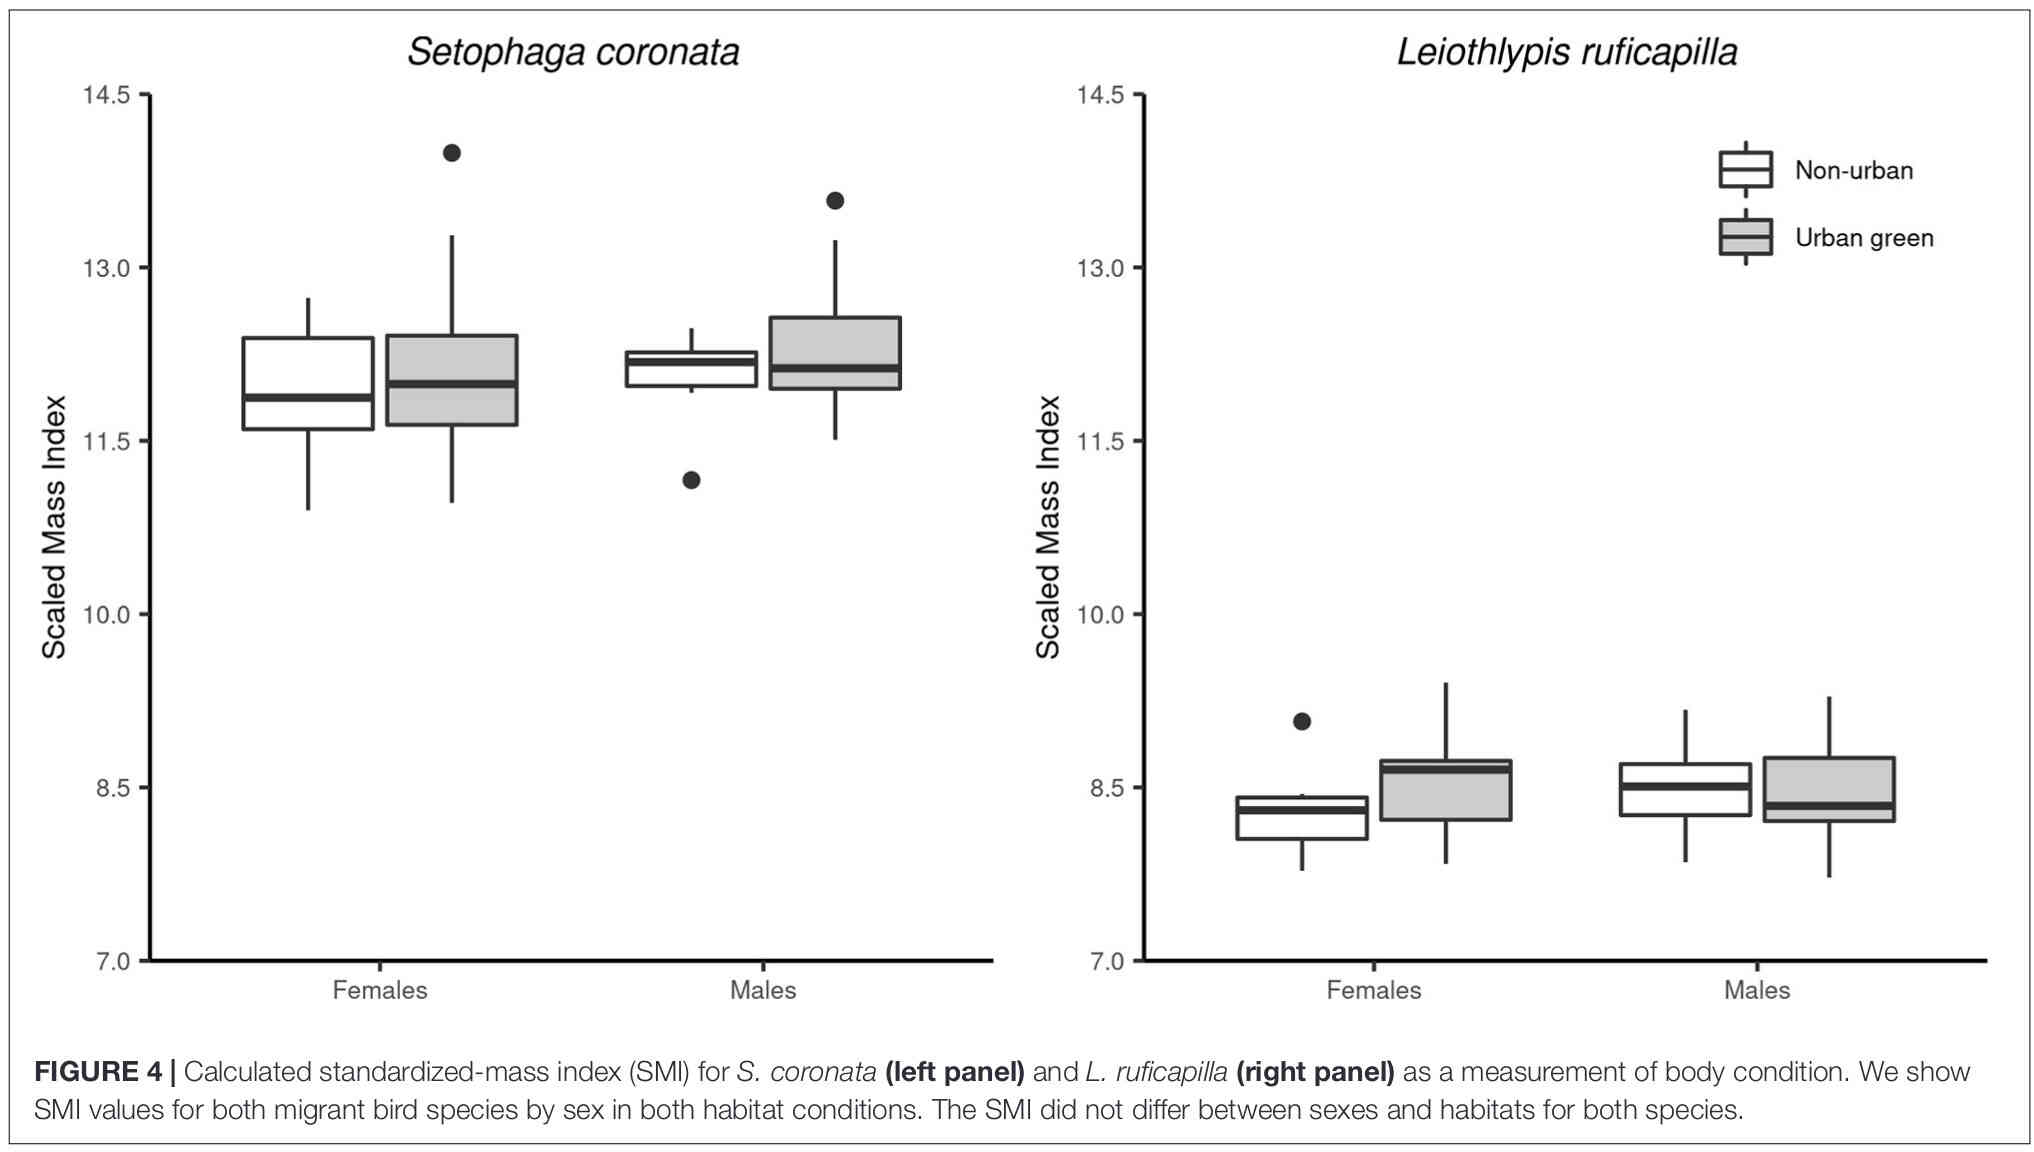 Setophaga coronata
14.5
13.0
11.5
10.0
8.5
7.0
Scaled Mass Index
Females
Males
Leiothlypis ruficapilla
14.5
13.0
11.5
10.0
8.5
7.0
Scaled Mass Index
Non-urban
Urban green
Females
Males
FIGURE 4 | Calculated standardized-mass index (SMI) for S. coronata (left panel) and L. ruficapilla (right panel) as a measurement of body condition. We show
SMI values for both migrant bird species by sex in both habitat conditions. The SMI did not differ between sexes and habitats for both species.